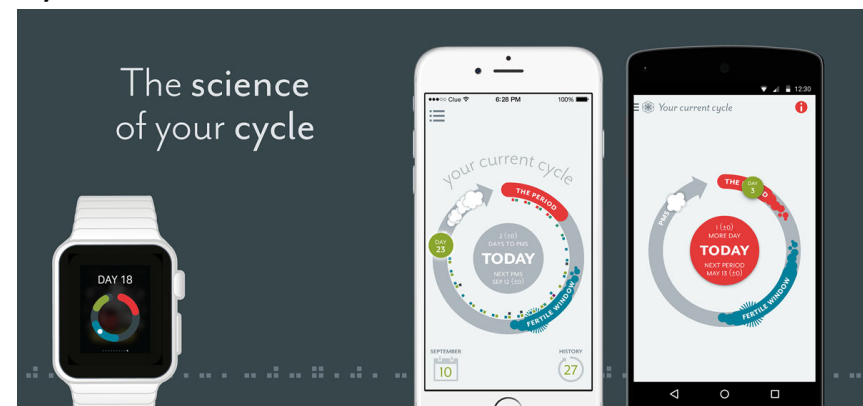 The science
of your cycle
DAY 18
Clue
6:28 PM
100%
your current cycle
THE PERIOD
DAY
23
2 (±0)
DAYS TO PMS
TODAY
NEXT PMS
SEP 12 (±0)
FERTILE WINDOW
SEPTEMBER
10
HISTORY
27
12:30
Your current cycle
i
THE PERIOD
DAY
3
PMS
1 (±0)
MORE DAY
TODAY
NEXT PERIOD
MAY 13 (±0)
FERTILE WINDOW